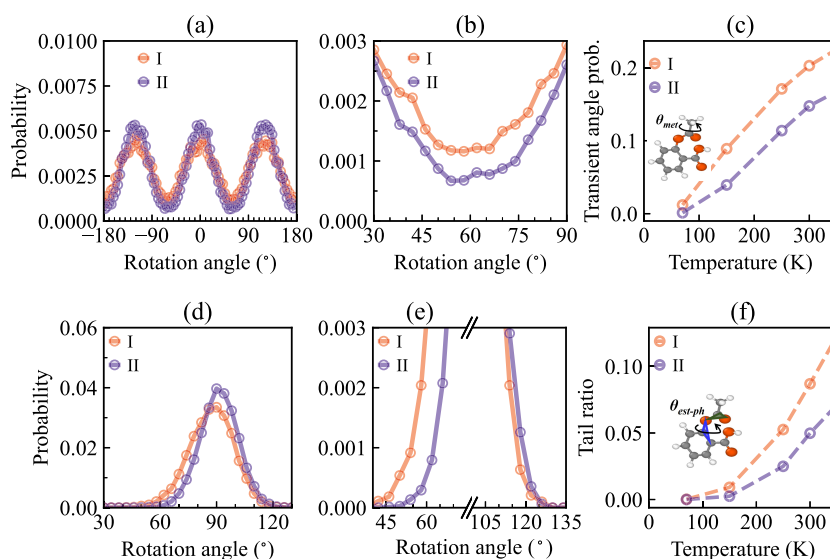 (a) (b) (c)
0.0100 0.0075 0.0050 0.0025 0.0000
Probability
I
II
−180 −90 0 90 180
Rotation angle (°)
0.003 0.002 0.001 0.000
I
II
30 45 60 75 90
Rotation angle (°)
0.2 0.1 0.0
Transient angle prob.
I
II
θmet
0 100 200 300
Temperature (K)
(d) (e) (f)
0.06 0.04 0.02 0.00
Probability
I
II
30 60 90 120
Rotation angle (°)
0.003 0.002 0.001 0.000
I
II
45 60 105 120 135
Rotation angle (°)
0.10 0.05 0.00
Tail ratio
I
II
θest-ph
0 100 200 300
Temperature (K)